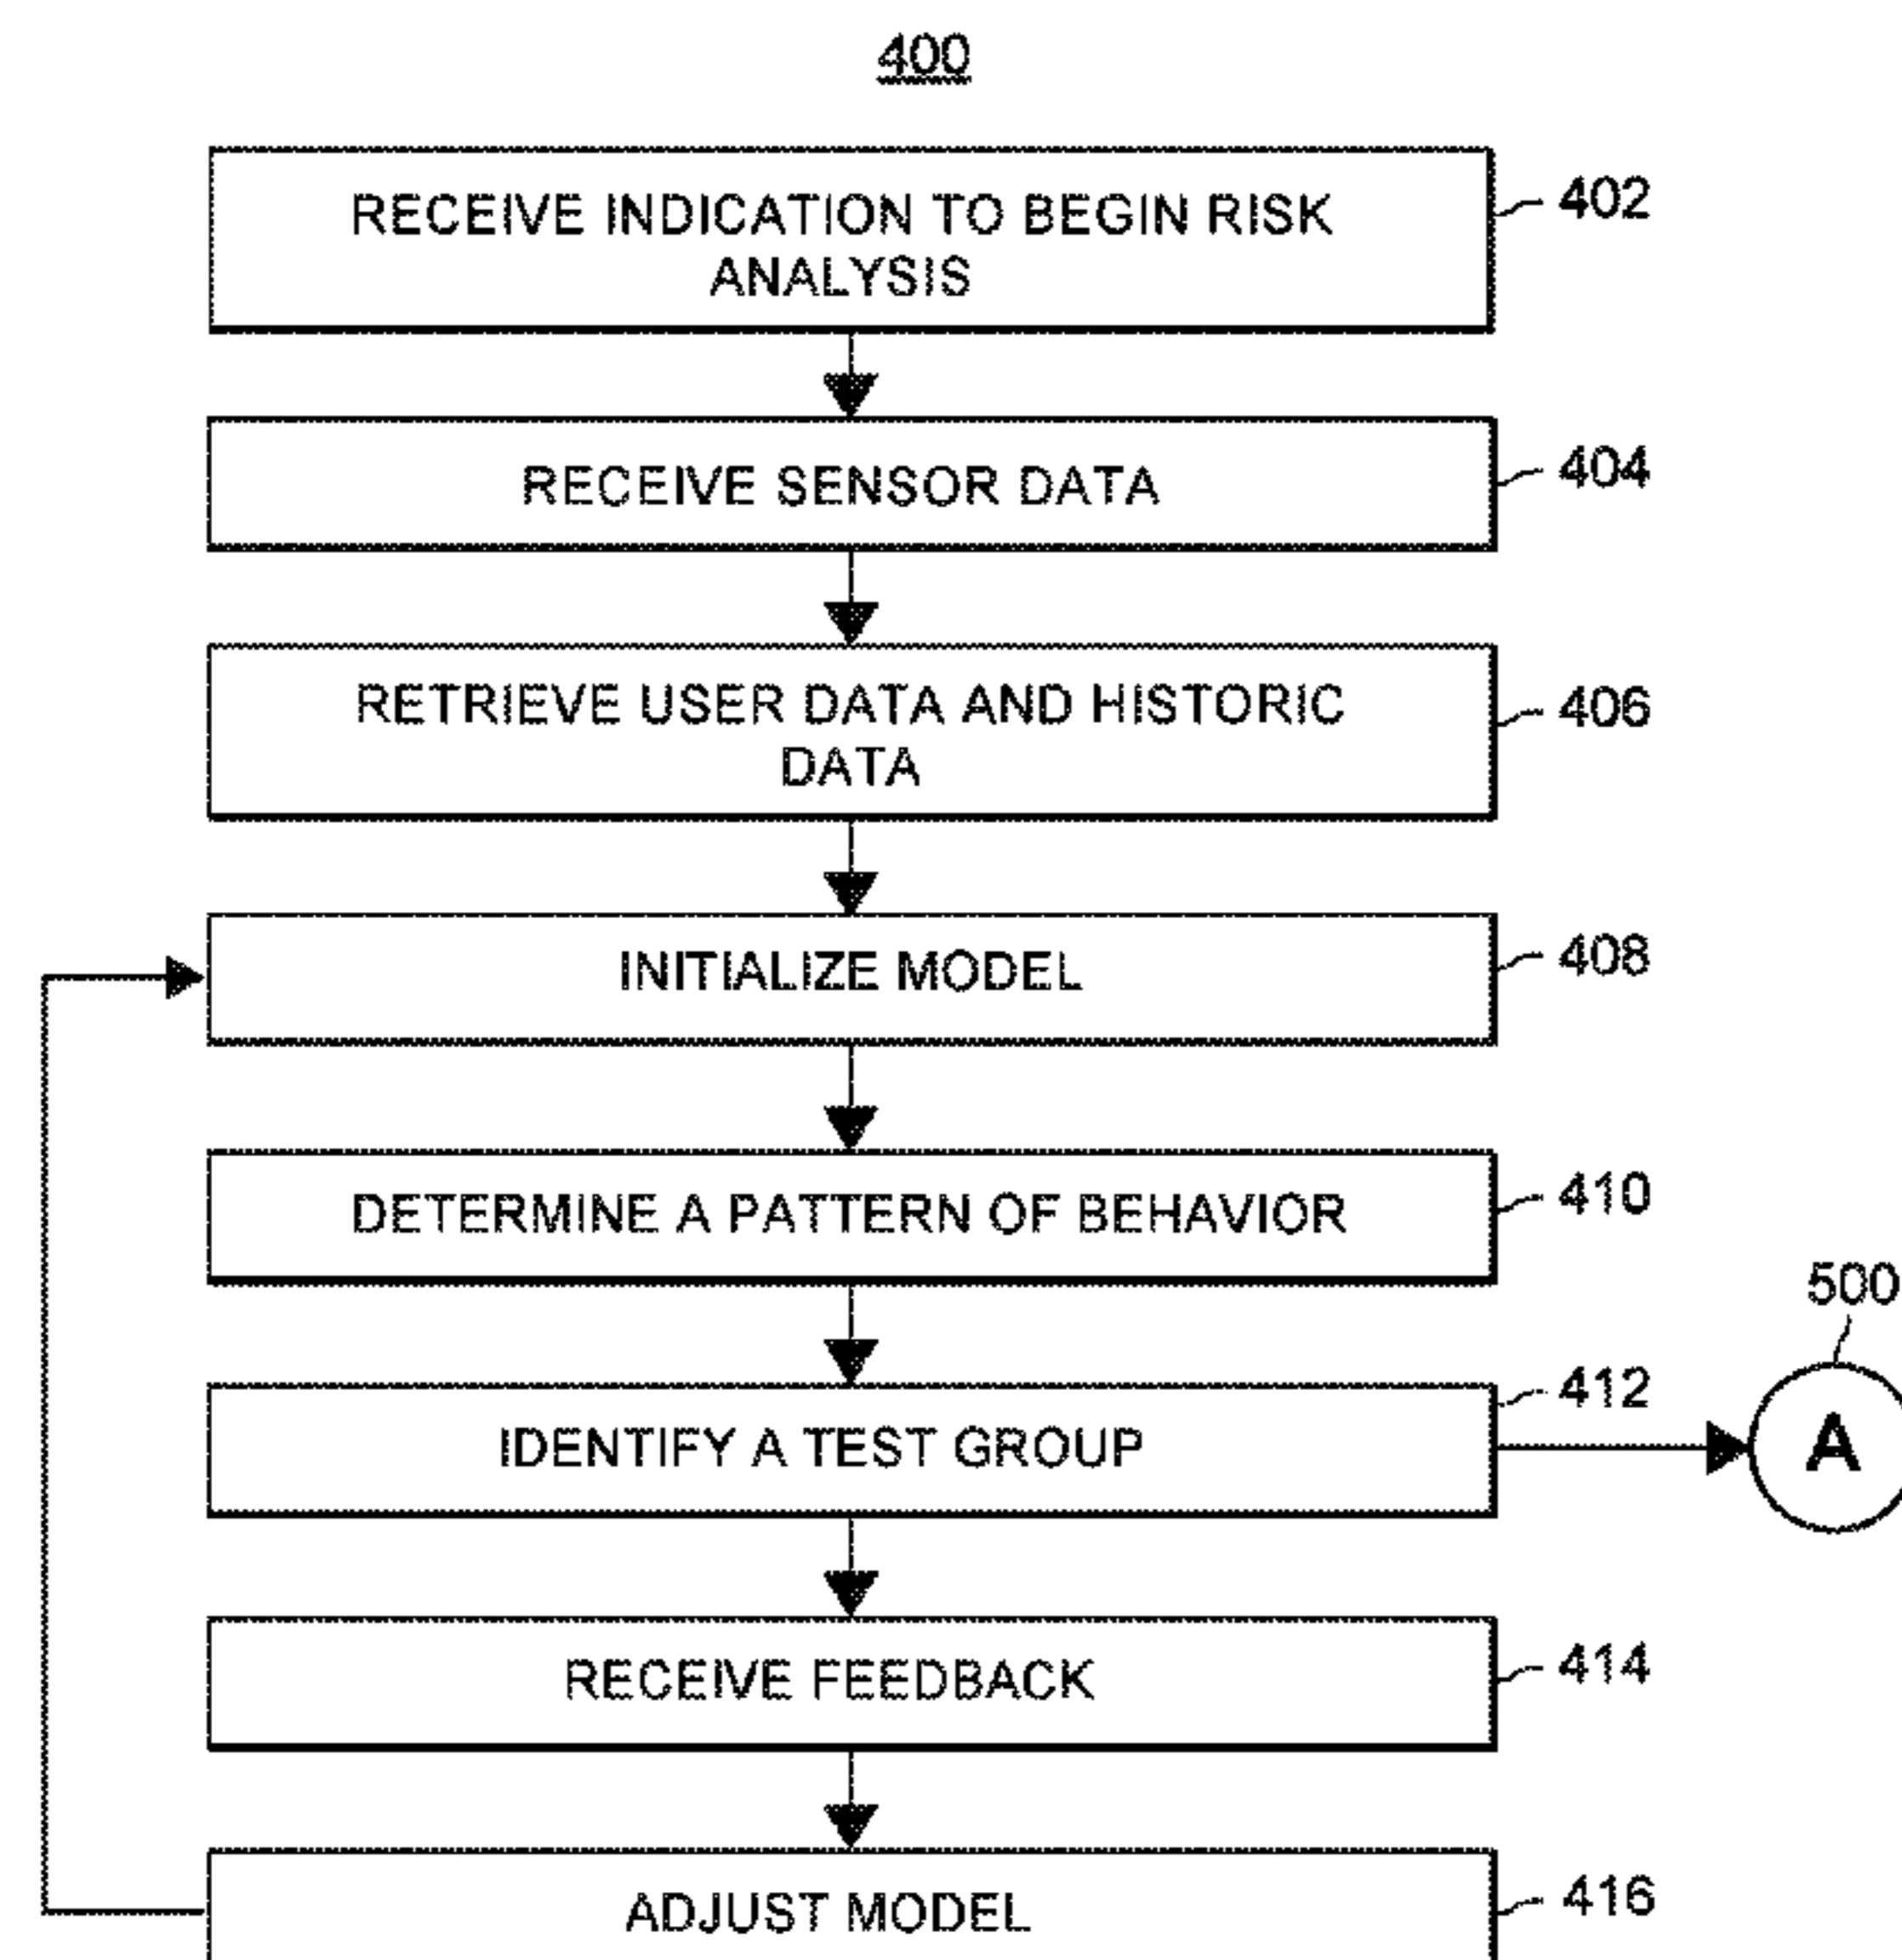 400
RECEIVE INDICATION TO BEGIN RISK
ANALYSIS
402
RECEIVE SENSOR DATA
404
RETRIEVE USER DATA AND HISTORIC
DATA
406
INITIALIZE MODEL
408
DETERMINE A PATTERN OF BEHAVIOR
410
500
IDENTIFY A TEST GROUP
412
A
RECEIVE FEEDBACK
414
ADJUST MODEL
416